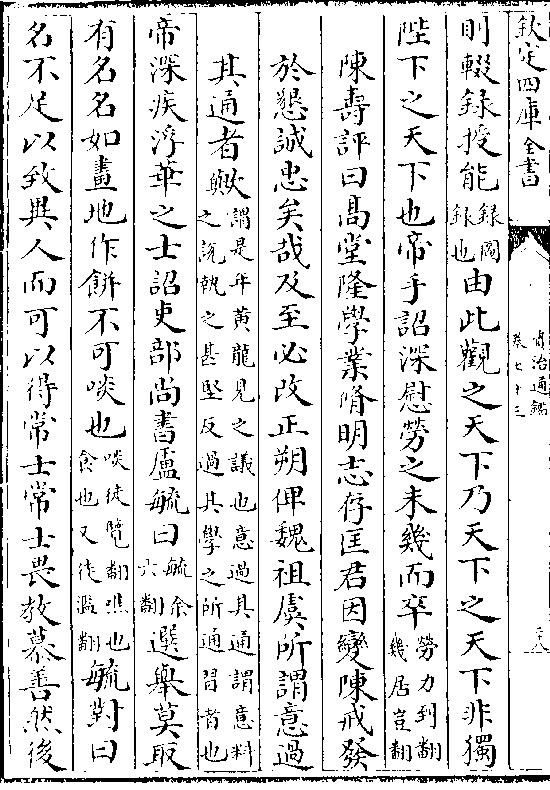 欽定四庫全書
資治通鑑
卷七十三
則輟録授能録圖録也由此觀之天下乃天下之天下非獨
陛下之天下也帝手詔深慰勞之未幾而卒勞力到翻幾居豈翻
陳壽評曰髙堂隆學業脩明志存匡君因變陳戒發
於懇誠忠矣哉及至必改正朔俾魏祖虞所謂意過
其通者歟謂是年黄龍見之議也意過其通謂意料之説執之甚堅反過其學之所通習者也
帝深疾浮華之士詔吏部尚書盧毓曰毓余六翻選舉莫取
有名名如畫地作餅不可啖也啖徒覽翻噍也食也又徒濫翻毓對曰
名不足以致異人而可以得常士常士畏教慕善然後